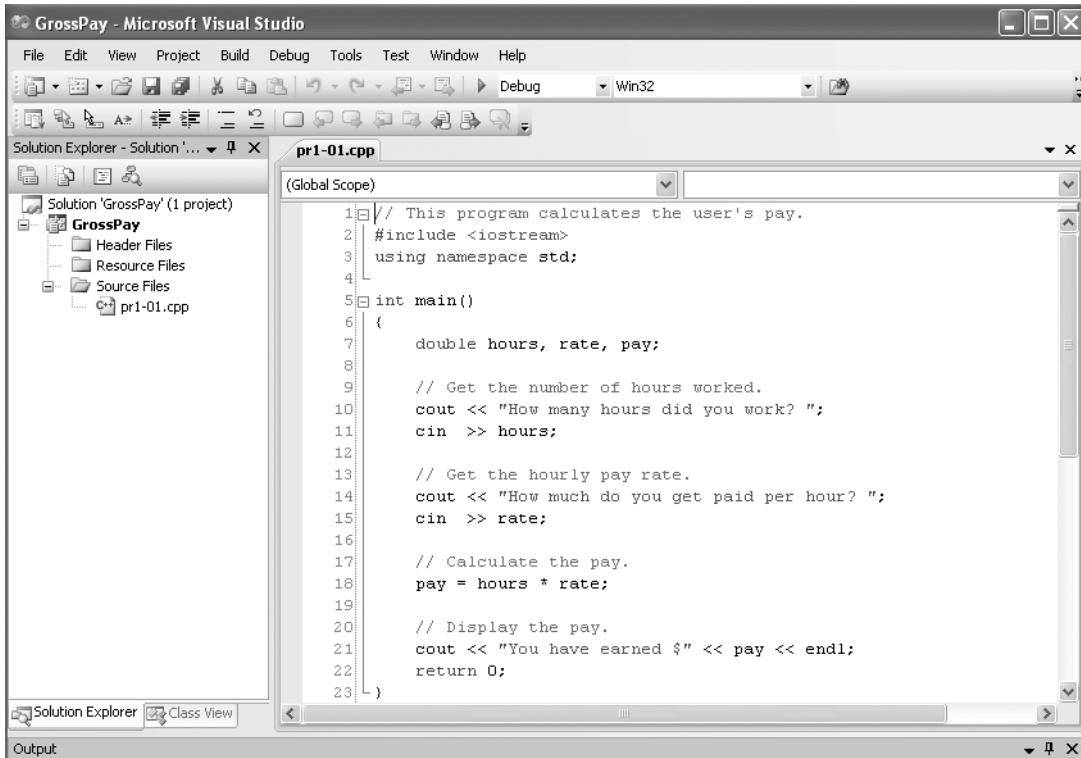 GrossPay - Microsoft Visual Studio
File Edit View Project Build Debug Tools Test Window Help
Debug Win32
Solution Explorer - Solution '...
pr1-01.cpp
(Global Scope)
Solution 'GrossPay' (1 project)
GrossPay
Header Files
Resource Files
Source Files
pr1-01.cpp
1 // This program calculates the user's pay.
2 #include <iostream>
3 using namespace std;
4
5 int main()
6 {
7     double hours, rate, pay;
8
9     // Get the number of hours worked.
10     cout << "How many hours did you work? ";
11     cin  >> hours;
12
13     // Get the hourly pay rate.
14     cout << "How much do you get paid per hour? ";
15     cin  >> rate;
16
17     // Calculate the pay.
18     pay = hours * rate;
19
20     // Display the pay.
21     cout << "You have earned $" << pay << endl;
22     return 0;
23 }
Solution Explorer Class View
Output